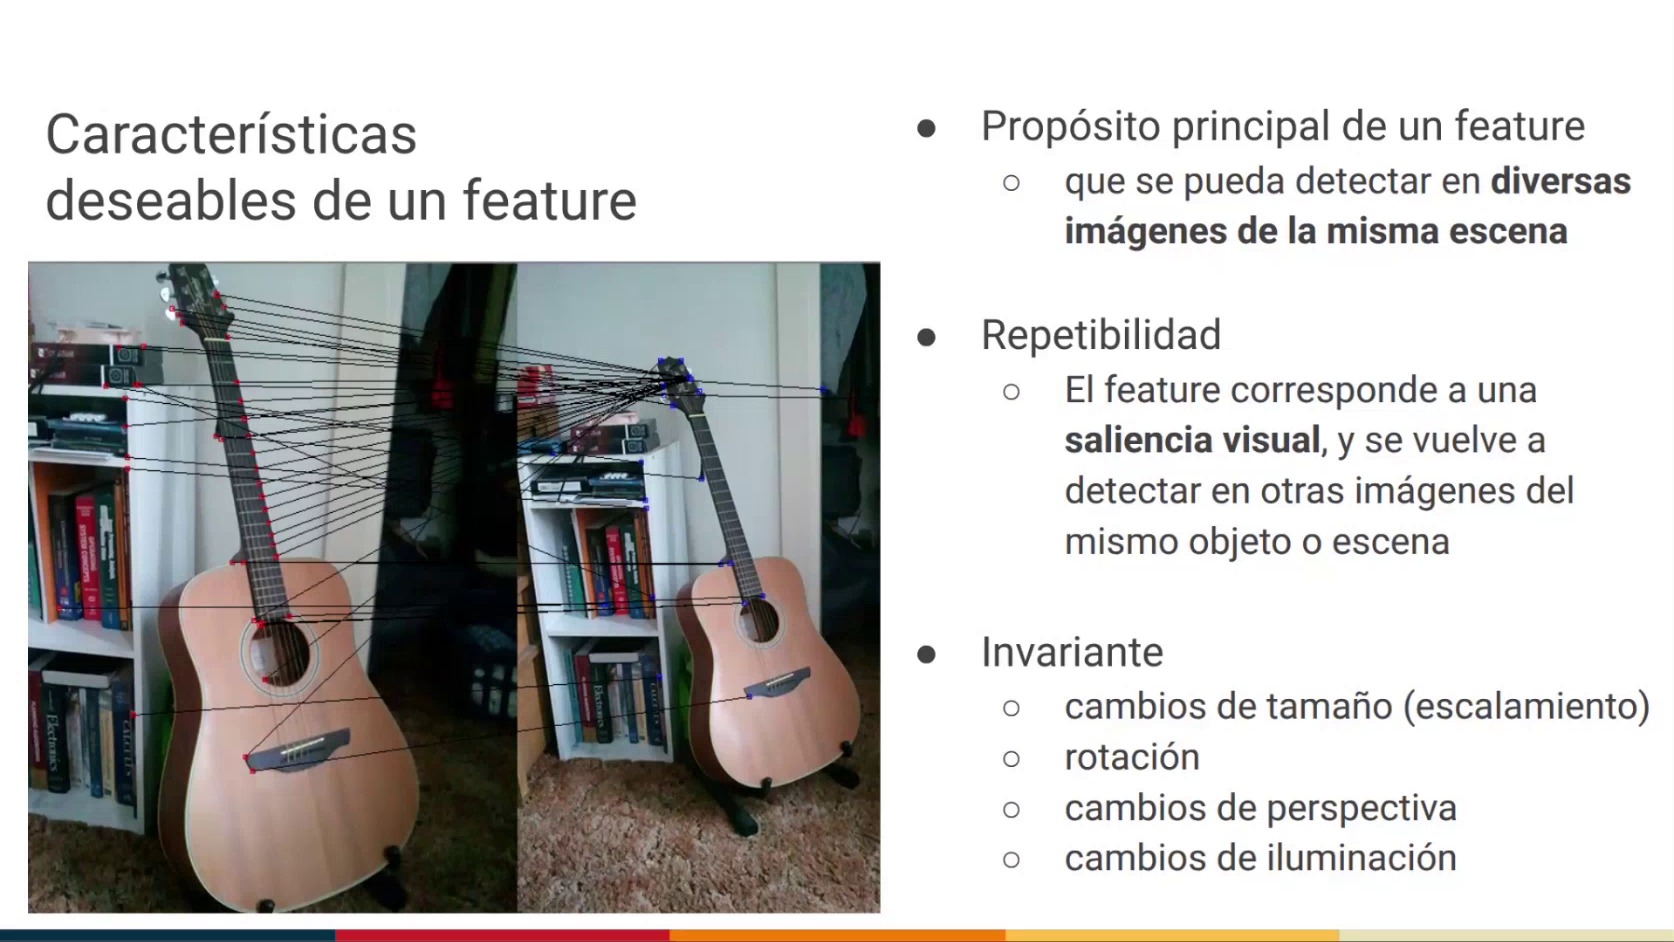 Características
deseables de un feature
● Propósito principal de un feature
○ que se pueda detectar en diversas
imágenes de la misma escena
● Repetibilidad
○ El feature corresponde a una
saliencia visual, y se vuelve a
detectar en otras imágenes del
mismo objeto o escena
● Invariante
○ cambios de tamaño (escalamiento)
○ rotación
○ cambios de perspectiva
○ cambios de iluminación
Electronics
CALCULUS